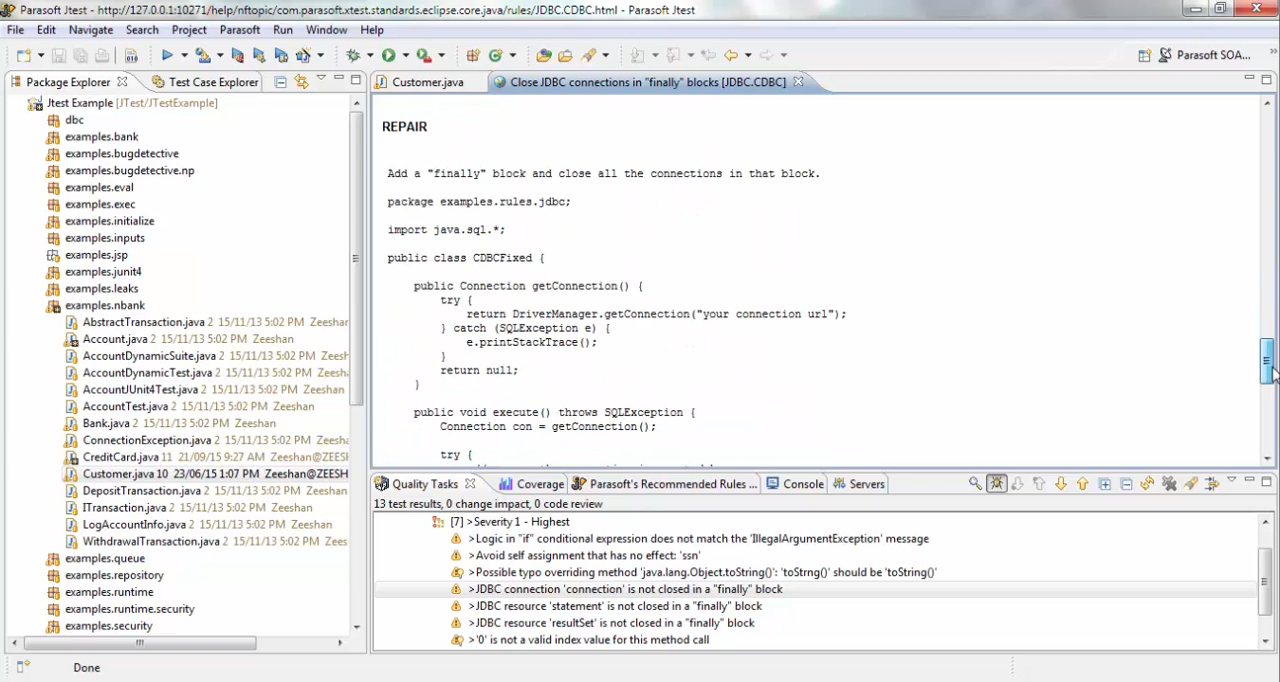 Parasoft Jtest - http://127.0.0.1:10271/help/nftopic/com.parasoft.xtest.standards.eclipse.core.java/rules/JDBC.CDBC.html - Parasoft Jtest
File Edit Navigate Search Project Parasoft Run Window Help
Parasoft SOA...
Package Explorer
Test Case Explorer
Jtest Example [JTest/JTestExample]
dbc
examples.bank
examples.bugdetective
examples.bugdetective.np
examples.eval
examples.exec
examples.initialize
examples.inputs
examples.jsp
examples.junit4
examples.leaks
examples.nbank
AbstractTransaction.java 2 15/11/13 5:02 PM Zeeshan
Account.java 2 15/11/13 5:02 PM Zeeshan
AccountDynamicSuite.java 2 15/11/13 5:02 PM Zeesh
AccountDynamicTest.java 2 15/11/13 5:02 PM Zeesha
AccountJUnit4Test.java 2 15/11/13 5:02 PM Zeeshan
AccountTest.java 2 15/11/13 5:02 PM Zeeshan
Bank.java 2 15/11/13 5:02 PM Zeeshan
ConnectionException.java 2 15/11/13 5:02 PM Zeesha
CreditCard.java 11 21/09/15 9:27 AM Zeeshan@ZEES
Customer.java 10 23/06/15 1:07 PM Zeeshan@ZEESH
DepositTransaction.java 2 15/11/13 5:02 PM Zeeshan
ITransaction.java 2 15/11/13 5:02 PM Zeeshan
LogAccountInfo.java 2 15/11/13 5:02 PM Zeeshan
WithdrawalTransaction.java 2 15/11/13 5:02 PM Zeesh
examples.queue
examples.repository
examples.runtime
examples.runtime.security
examples.security
Customer.java
Close JDBC connections in "finally" blocks [JDBC.CDBC]
REPAIR
Add a "finally" block and close all the connections in that block.
package examples.rules.jdbc;
import java.sql.*;
public class CDBCFixed {
public Connection getConnection() {
try {
return DriverManager.getConnection("your connection url");
} catch (SQLException e) {
e.printStackTrace();
}
return null;
}
public void execute() throws SQLException {
Connection con = getConnection();
try {
Quality Tasks
Coverage
Parasoft's Recommended Rules ...
Console
Servers
13 test results, 0 change impact, 0 code review
[7] >Severity 1 - Highest
>Logic in "if" conditional expression does not match the 'IllegalArgumentException' message
>Avoid self assignment that has no effect: 'ssn'
>Possible typo overriding method 'java.lang.Object.toString()': 'toStrng()' should be 'toString()'
>JDBC connection 'connection' is not closed in a "finally" block
>JDBC resource 'statement' is not closed in a "finally" block
>JDBC resource 'resultSet' is not closed in a "finally" block
>'0' is not a valid index value for this method call
Done